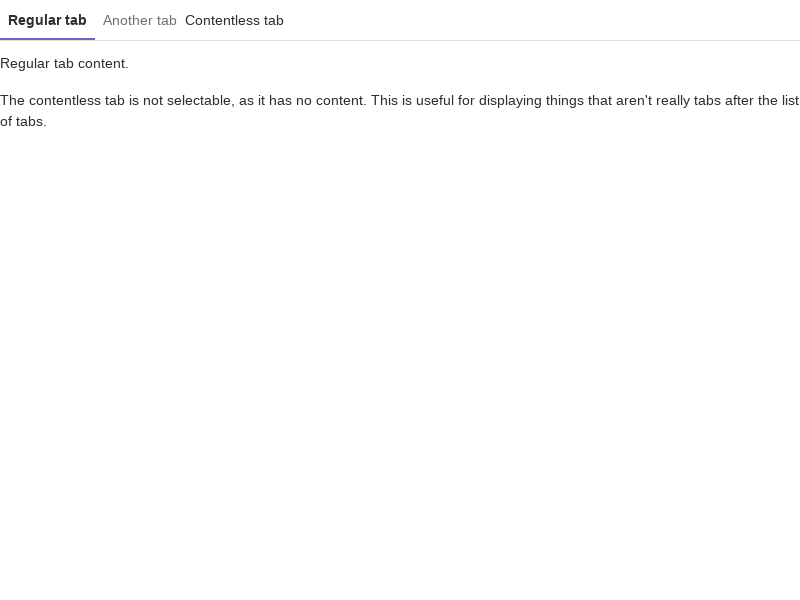 Regular tab Another tab Contentless tab
Regular tab content.
The contentless tab is not selectable, as it has no content. This is useful for displaying things that aren't really tabs after the list
of tabs.